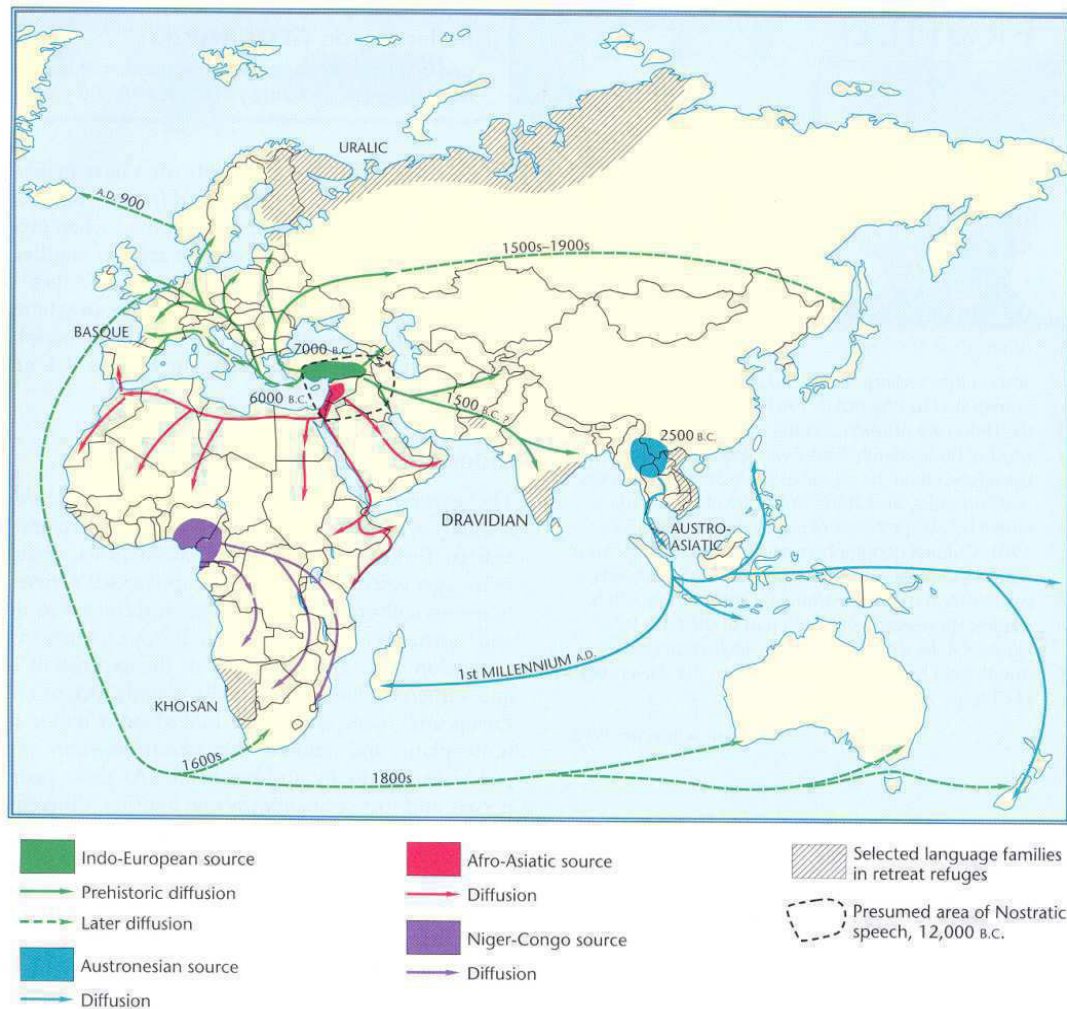 URALIC
A.D. 900
1500s–1900s
BASQUE
7000 B.C.
6000 B.C.
1500 B.C.?
2500 B.C.
DRAVIDIAN
AUSTRO-
ASIATIC
1st MILLENNIUM A.D.
KHOISAN
1600s
1800s
Indo-European source
Prehistoric diffusion
Later diffusion
Austronesian source
Diffusion
Afro-Asiatic source
Diffusion
Niger-Congo source
Diffusion
Selected language families
in retreat refuges
Presumed area of Nostratic
speech, 12,000 B.C.